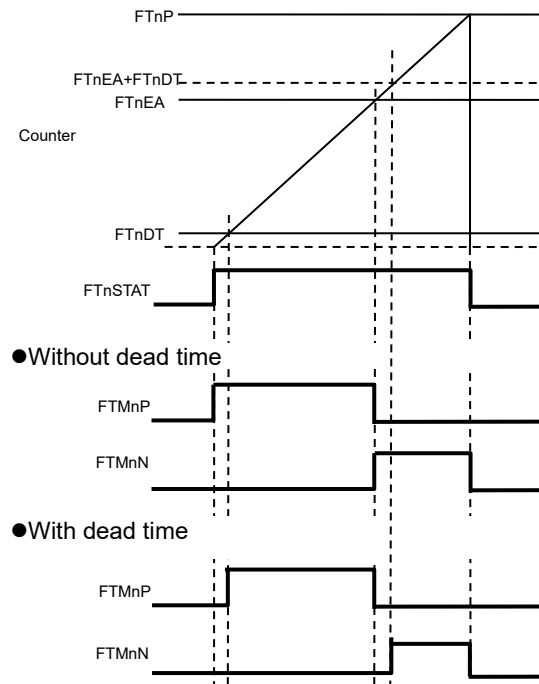 FTnP
FTnEA+FTnDT
FTnEA
Counter
FTnDT
FTnSTAT
●Without dead time
FTMnP
FTMnN
●With dead time
FTMnP
FTMnN